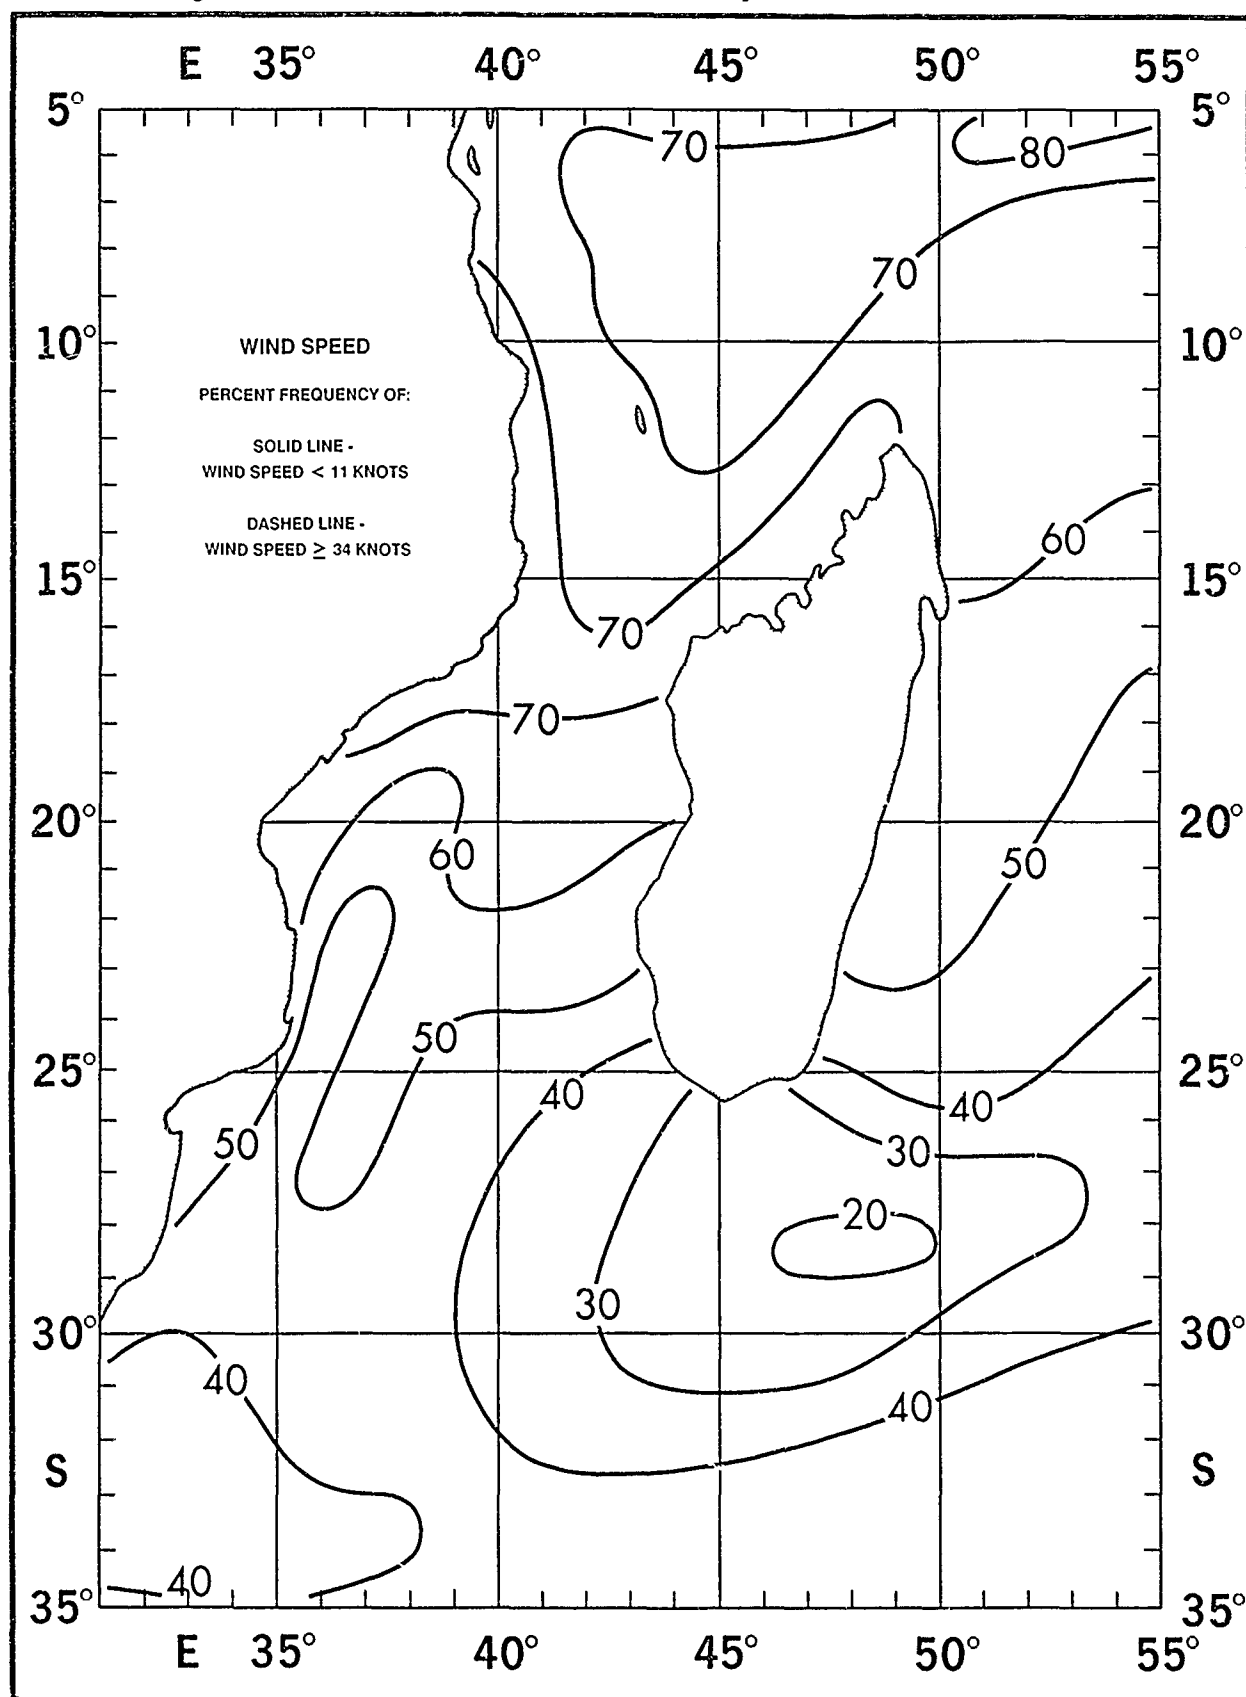 E 35° 40° 45° 50° 55°
5° 5°
70
80
70
10° 10°
WIND SPEED
PERCENT FREQUENCY OF:
SOLID LINE -
WIND SPEED < 11 KNOTS
DASHED LINE -
WIND SPEED ≥ 34 KNOTS
60
15° 15°
70
70
20° 20°
60
50
50
25° 25°
40
40
50
30
20
30
30° 30°
40
40
S S
40
35° 35°
E 35° 40° 45° 50° 55°